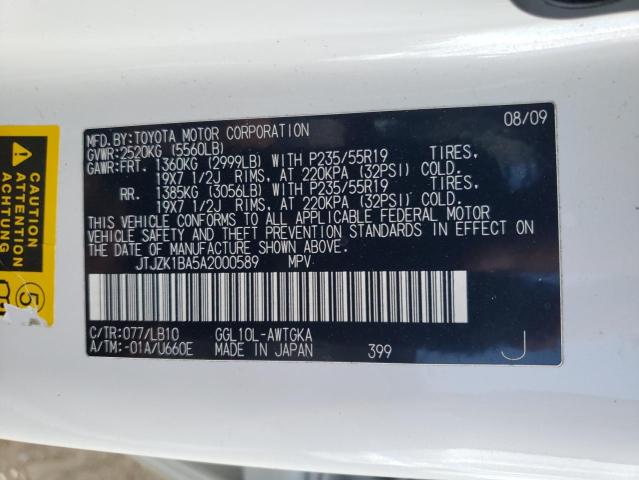 MFD.BY:TOYOTA MOTOR CORPORATION 08/09
GVWR:2520KG (5560LB)
GAWR:FRT. 1360KG (2999LB) WITH P235/55R19 TIRES,
19X7 1/2J RIMS, AT 220KPA (32PSI) COLD.
RR. 1385KG (3056LB) WITH P235/55R19 TIRES,
19X7 1/2J RIMS, AT 220KPA (32PSI) COLD.
THIS VEHICLE CONFORMS TO ALL APPLICABLE FEDERAL MOTOR
VEHICLE SAFETY AND THEFT PREVENTION STANDARDS IN EFFECT ON
THE DATE OF MANUFACTURE SHOWN ABOVE.
JTJZK1BA5A2000589 MPV
C/TR:077/LB10 GGL10L-AWTGKA
A/TM:-01A/U660E MADE IN JAPAN 399 J
CAUTION
ATTENTION
ACHTUNG
5